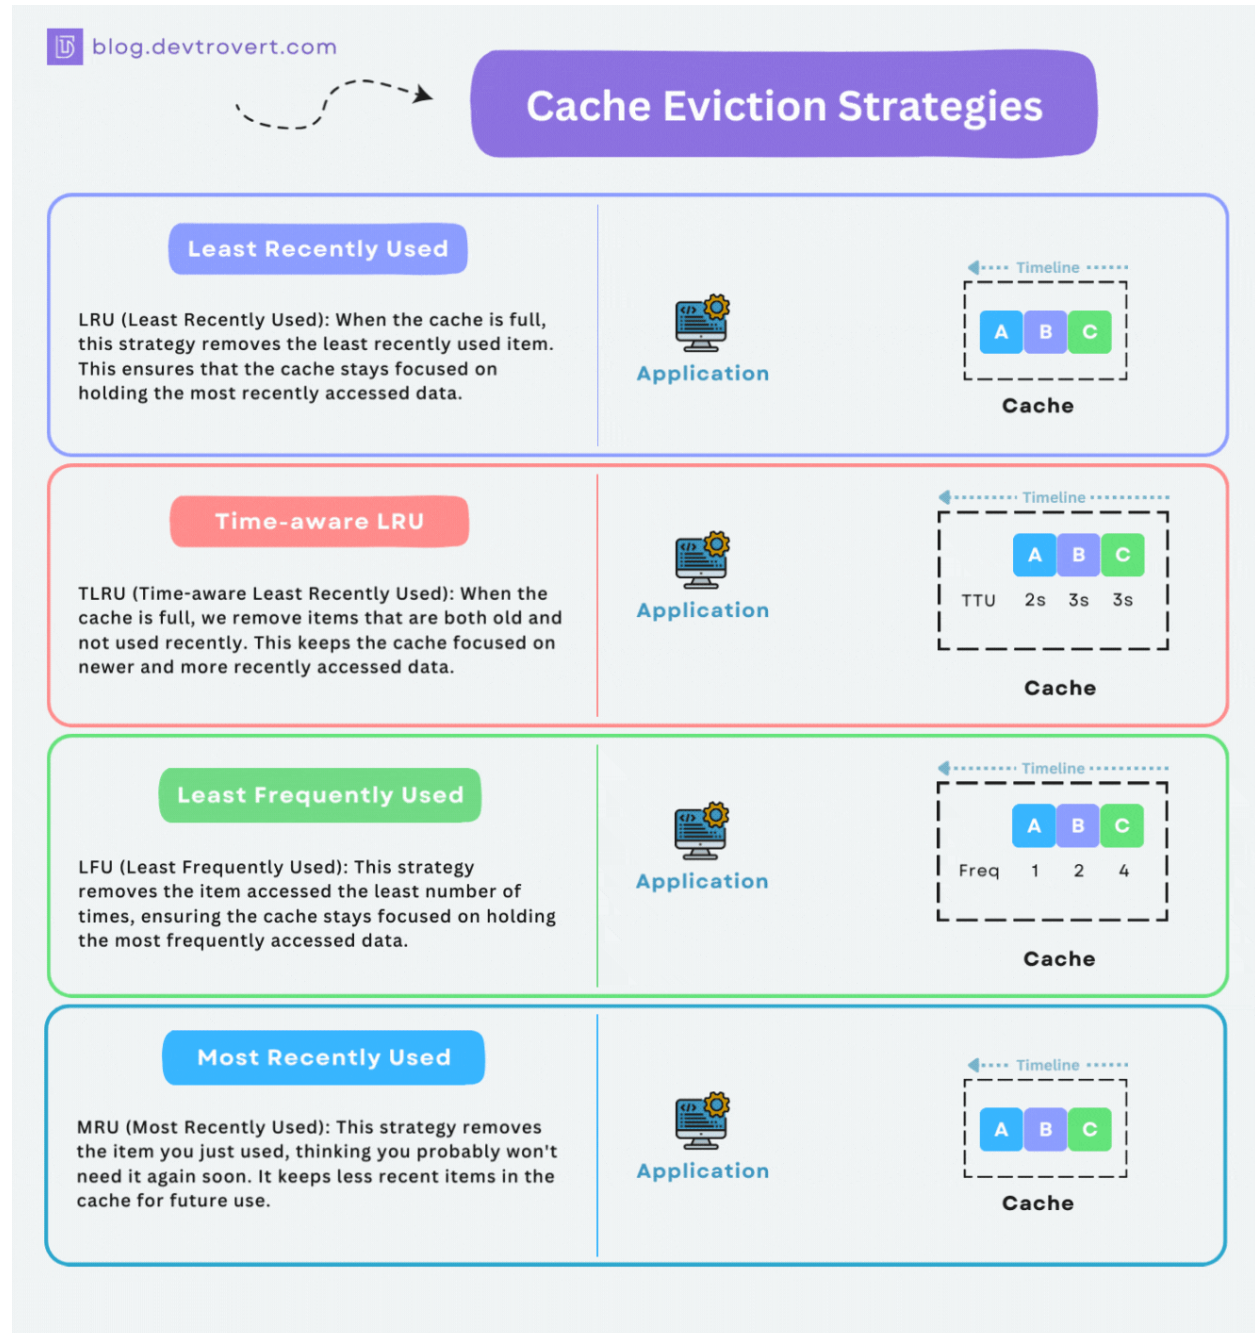 blog.devtrovert.com
Cache Eviction Strategies
Least Recently Used
LRU (Least Recently Used): When the cache is full,
this strategy removes the least recently used item.
This ensures that the cache stays focused on
holding the most recently accessed data.
Application
Timeline
A B C
Cache
Time-aware LRU
TLRU (Time-aware Least Recently Used): When the
cache is full, we remove items that are both old and
not used recently. This keeps the cache focused on
newer and more recently accessed data.
Application
Timeline
A B C
TTU 2s 3s 3s
Cache
Least Frequently Used
LFU (Least Frequently Used): This strategy
removes the item accessed the least number of
times, ensuring the cache stays focused on holding
the most frequently accessed data.
Application
Timeline
A B C
Freq 1 2 4
Cache
Most Recently Used
MRU (Most Recently Used): This strategy removes
the item you just used, thinking you probably won't
need it again soon. It keeps less recent items in the
cache for future use.
Application
Timeline
A B C
Cache